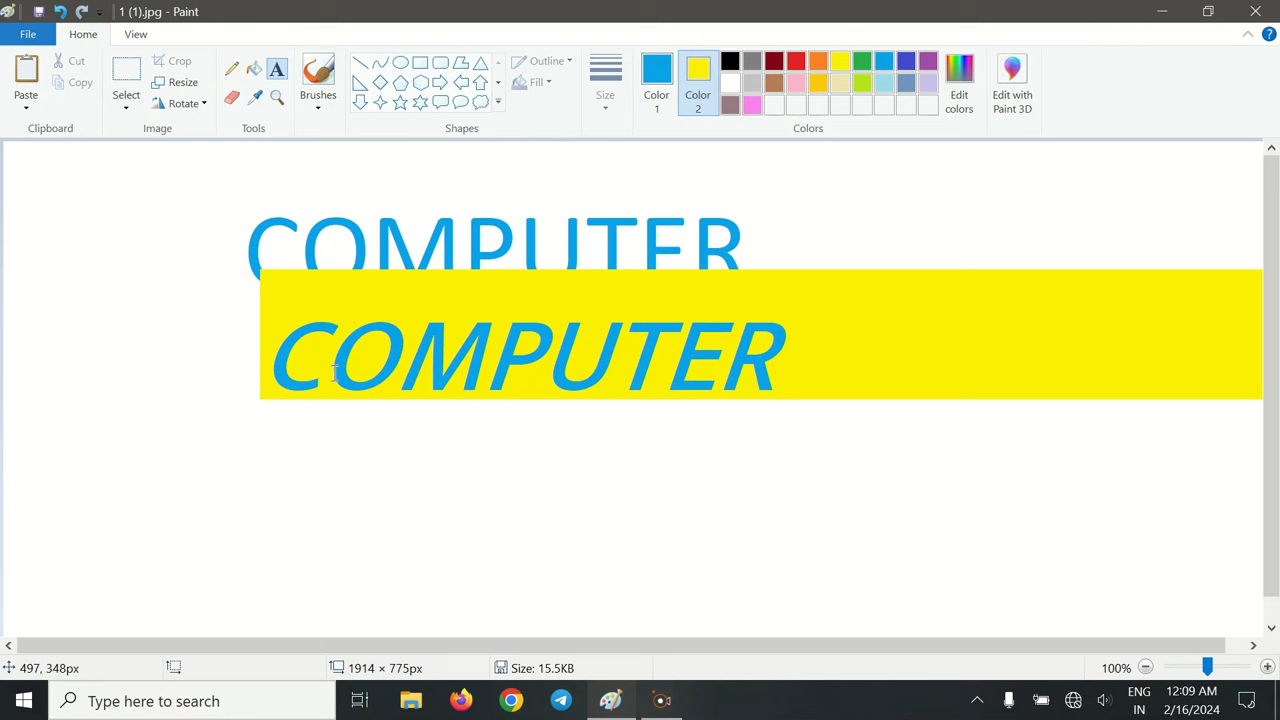 1 (1).jpg - Paint
File Home View
Paste Cut Copy Clipboard
Select Crop Resize Rotate Image
A Tools
Brushes
Outline Fill Shapes
Size
Color 1 Color 2 Edit colors Colors
Edit with Paint 3D
COMPUTER
COMPUTER
497, 348px 1914 × 775px Size: 15.5KB 100%
Type here to search
ENG IN
12:09 AM
2/16/2024